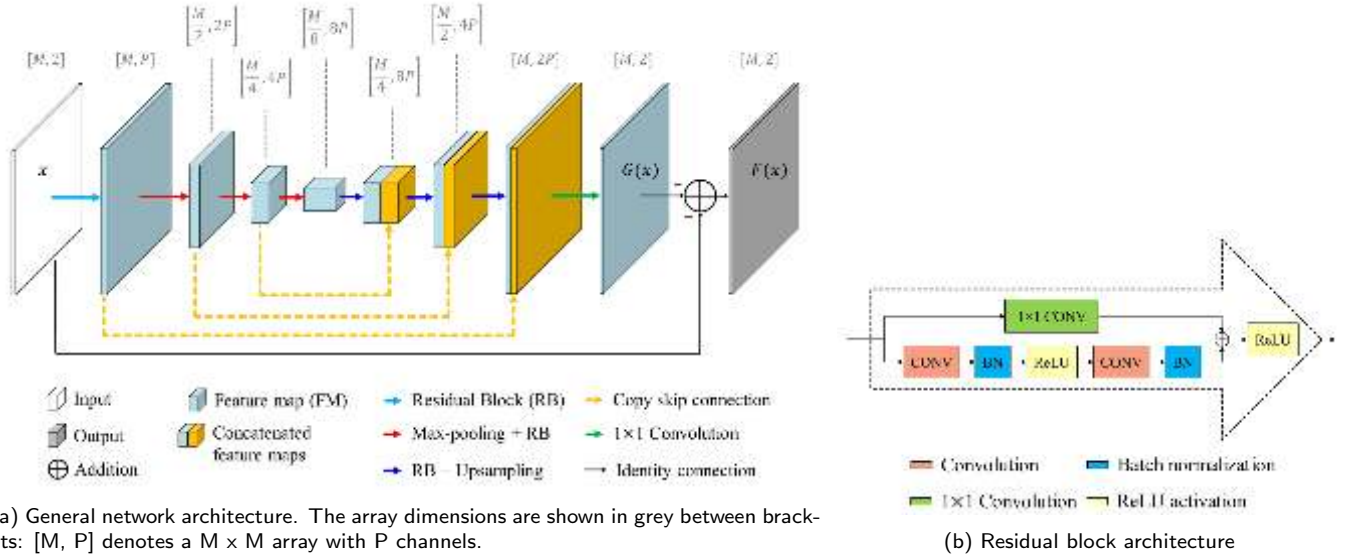 [M, 2]
[M, P]
[M/2, 2P]
[M/4, 4P]
[M/8, 8P]
[M/4, 8P]
[M/2, 4P]
[M, 2P]
[M, 2]
[M, 2]
x
G(x)
F(x)
Input
Output
Addition
Feature map (FM)
Concatenated
feature maps
Residual Block (RB)
Max-pooling + RB
RB – Upsampling
Copy skip connection
1×1 Convolution
Identity connection
a) General network architecture. The array dimensions are shown in grey between brack-
ts: [M, P] denotes a M x M array with P channels.
1×1 CONV
CONV
BN
ReLU
CONV
BN
ReLU
Convolution
Batch normalization
1×1 Convolution
ReLU activation
(b) Residual block architecture